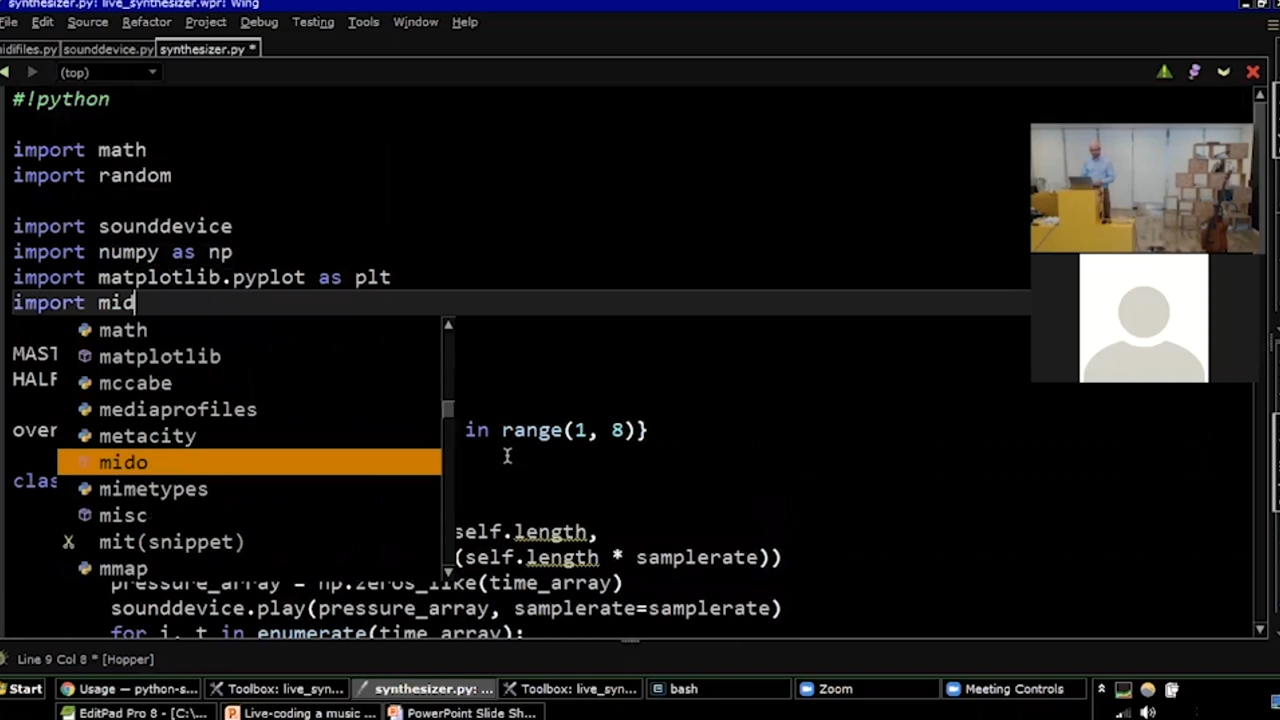 synthesizer.py: live_synthesizer.wpr: Wing
File Edit Source Refactor Project Debug Testing Tools Window Help
midifiles.py sounddevice.py synthesizer.py *
(top)
#!python
import math
import random
import sounddevice
import numpy as np
import matplotlib.pyplot as plt
import mid
math
matplotlib
mccabe
mediaprofiles
metacity
mido
mimetypes
misc
mit(snippet)
mmap
MAST
HALF
over in range(1, 8)}
clas
self.length,
(self.length * samplerate))
pressure_array = np.zeros_like(time_array)
sounddevice.play(pressure_array, samplerate=samplerate)
for i, t in enumerate(time_array):
Line 9 Col 8 * [Hopper]
Start Usage — python-s... Toolbox: live_syn... synthesizer.py: ... Toolbox: live_syn... bash Zoom Meeting Controls
EditPad Pro 8 - [C:\... Live-coding a music ... PowerPoint Slide Sh...